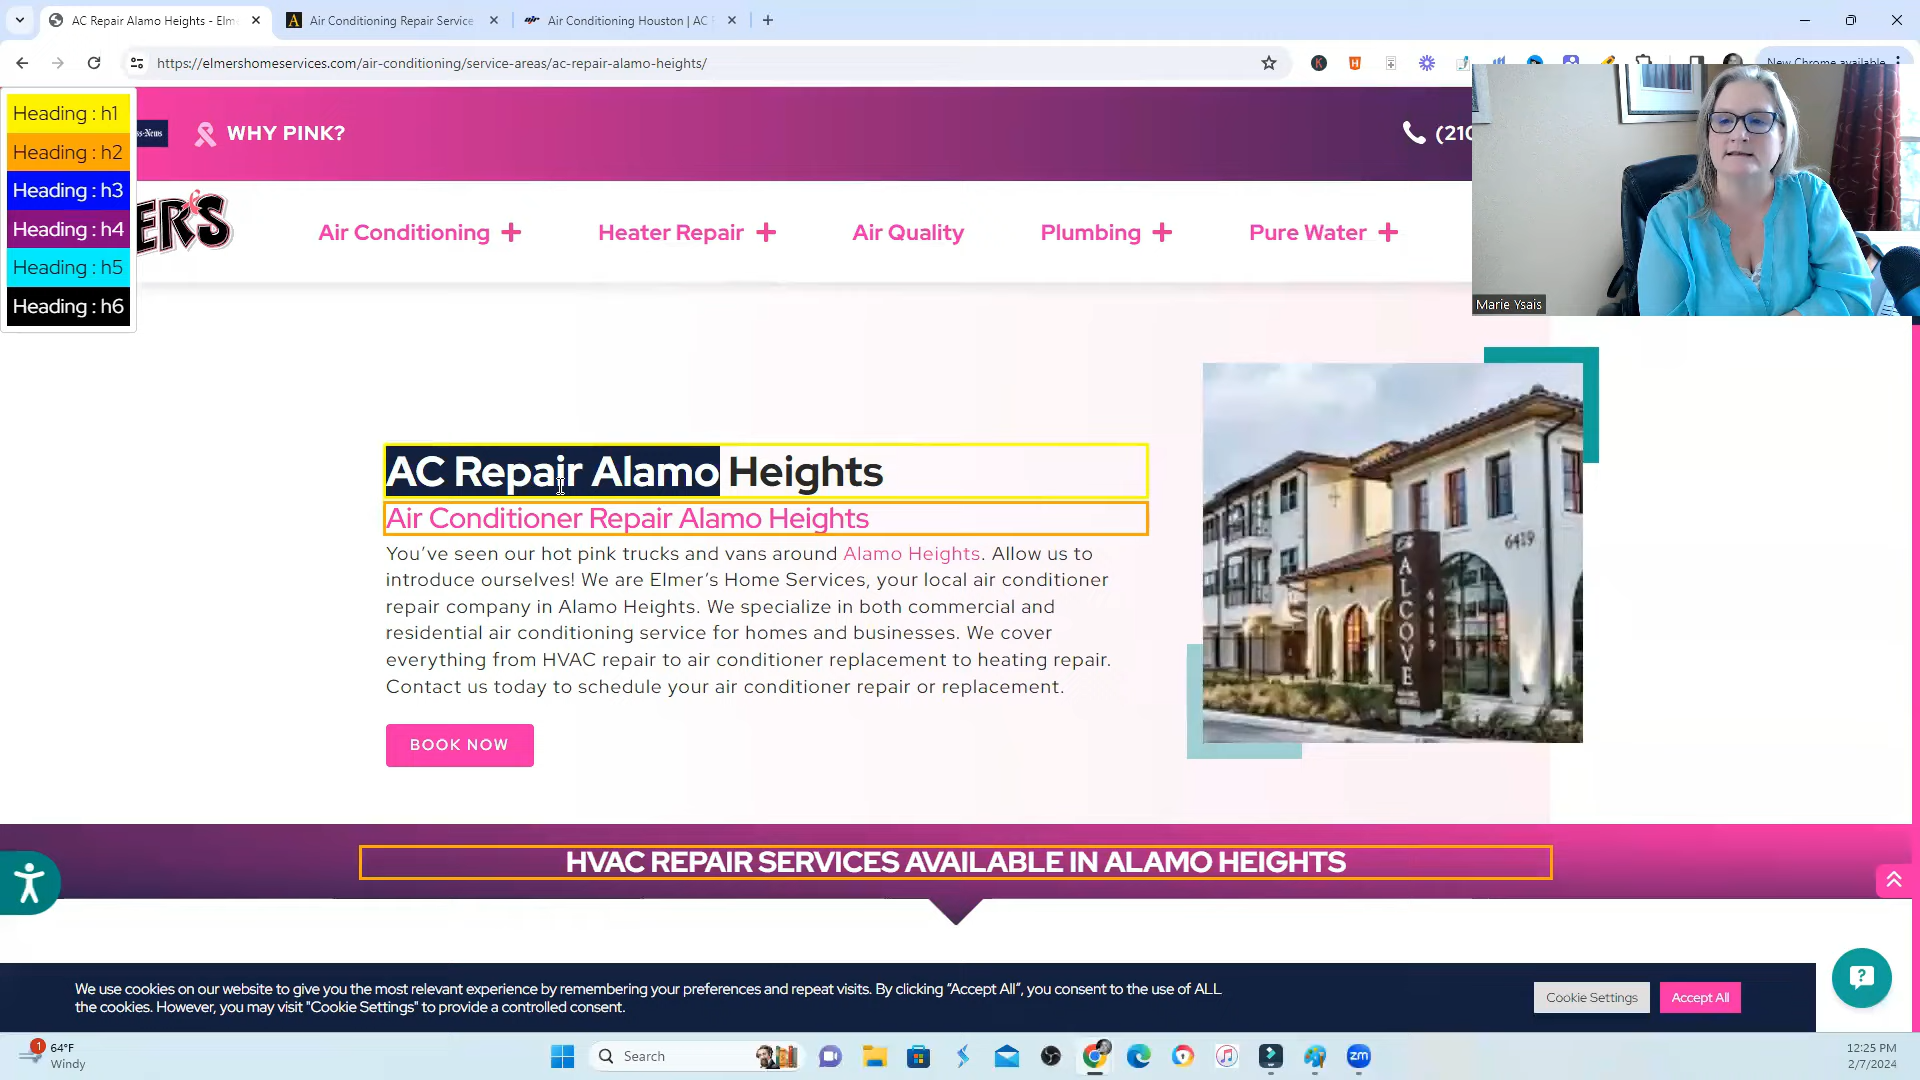 AC Repair Alamo Heights - Elm
Air Conditioning Repair Service
Air Conditioning Houston | AC
https://elmershomeservices.com/air-conditioning/service-areas/ac-repair-alamo-heights/
New Chrome available
Heading : h1
Heading : h2
Heading : h3
Heading : h4
Heading : h5
Heading : h6
ss-News
WHY PINK?
(210
ER'S
Air Conditioning
Heater Repair
Air Quality
Plumbing
Pure Water
Marie Ysais
AC Repair Alamo Heights
Air Conditioner Repair Alamo Heights
You've seen our hot pink trucks and vans around Alamo Heights. Allow us to
introduce ourselves! We are Elmer's Home Services, your local air conditioner
repair company in Alamo Heights. We specialize in both commercial and
residential air conditioning service for homes and businesses. We cover
everything from HVAC repair to air conditioner replacement to heating repair.
Contact us today to schedule your air conditioner repair or replacement.
BOOK NOW
6419
ALCOVE
6419
HVAC REPAIR SERVICES AVAILABLE IN ALAMO HEIGHTS
We use cookies on our website to give you the most relevant experience by remembering your preferences and repeat visits. By clicking "Accept All", you consent to the use of ALL
the cookies. However, you may visit "Cookie Settings" to provide a controlled consent.
Cookie Settings
Accept All
1
64°F
Windy
Search
zm
12:25 PM
2/7/2024